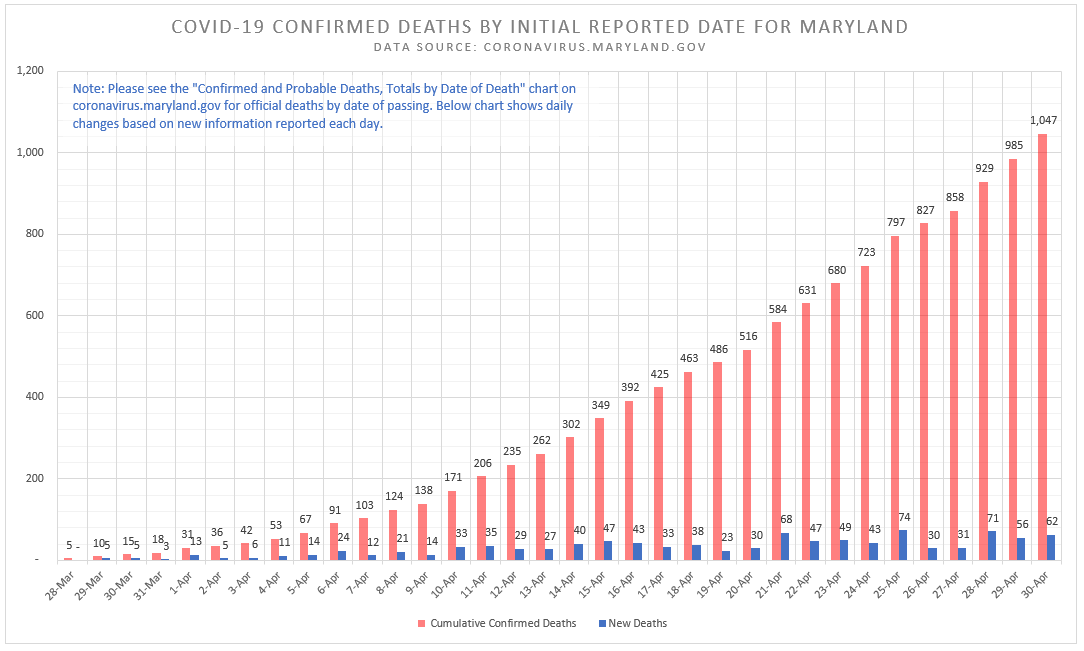 COVID-19 CONFIRMED DEATHS BY INITIAL REPORTED DATE FOR MARYLAND
DATA SOURCE: CORONAVIRUS.MARYLAND.GOV
Note: Please see the "Confirmed and Probable Deaths, Totals by Date of Death" chart on
coronavirus.maryland.gov for official deaths by date of passing. Below chart shows daily
changes based on new information reported each day.
1,200
1,000
800
600
400
200
-
5 10 15 18 31 36 42 53 67 91 103 124 138 171 206 235 262 302 349 392 425 463 486 516 584 631 680 723 797 827 858 929 985 1,047
- 5 5 3 13 5 6 11 14 24 12 21 14 33 35 29 27 40 47 43 33 38 23 30 68 47 49 43 74 30 31 71 56 62
28-Mar 29-Mar 30-Mar 31-Mar 1-Apr 2-Apr 3-Apr 4-Apr 5-Apr 6-Apr 7-Apr 8-Apr 9-Apr 10-Apr 11-Apr 12-Apr 13-Apr 14-Apr 15-Apr 16-Apr 17-Apr 18-Apr 19-Apr 20-Apr 21-Apr 22-Apr 23-Apr 24-Apr 25-Apr 26-Apr 27-Apr 28-Apr 29-Apr 30-Apr
Cumulative Confirmed Deaths New Deaths